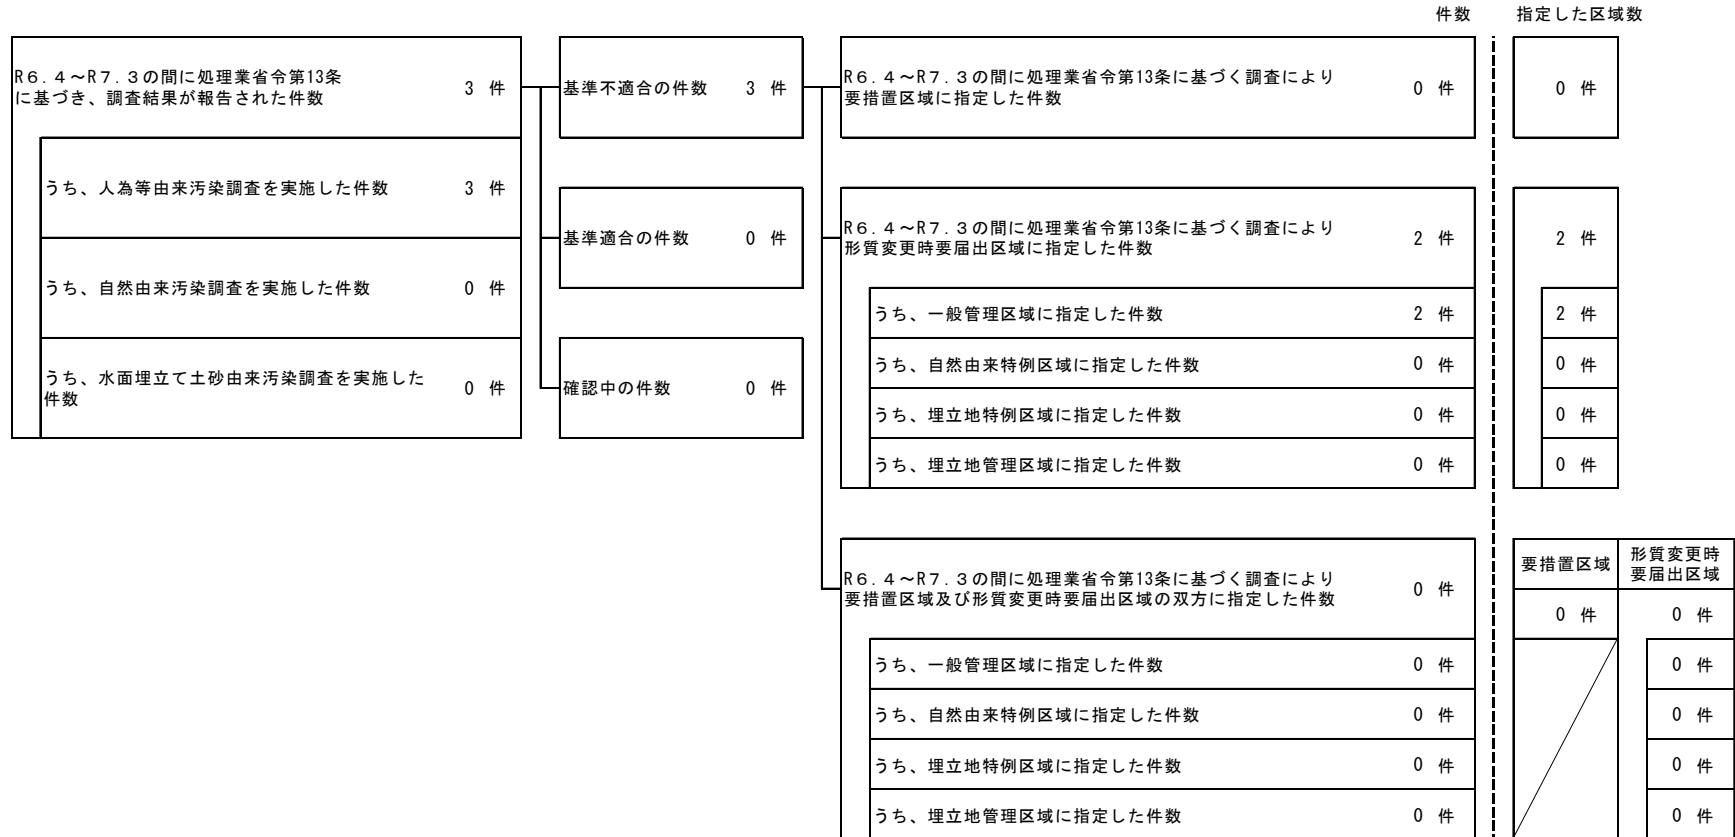 件数 指定した区域数
R６.４～R７.３の間に処理業省令第13条
に基づき、調査結果が報告された件数 3 件
うち、人為等由来汚染調査を実施した件数 3 件
うち、自然由来汚染調査を実施した件数 0 件
うち、水面埋立て土砂由来汚染調査を実施した
件数 0 件
基準不適合の件数 3 件
基準適合の件数 0 件
確認中の件数 0 件
R６.４～R７.３の間に処理業省令第13条に基づく調査により
要措置区域に指定した件数 0 件 0 件
R６.４～R７.３の間に処理業省令第13条に基づく調査により
形質変更時要届出区域に指定した件数 2 件 2 件
うち、一般管理区域に指定した件数 2 件 2 件
うち、自然由来特例区域に指定した件数 0 件 0 件
うち、埋立地特例区域に指定した件数 0 件 0 件
うち、埋立地管理区域に指定した件数 0 件 0 件
R６.４～R７.３の間に処理業省令第13条に基づく調査により
要措置区域及び形質変更時要届出区域の双方に指定した件数 0 件
要措置区域 形質変更時
要届出区域
0 件 0 件
うち、一般管理区域に指定した件数 0 件 0 件
うち、自然由来特例区域に指定した件数 0 件 0 件
うち、埋立地特例区域に指定した件数 0 件 0 件
うち、埋立地管理区域に指定した件数 0 件 0 件